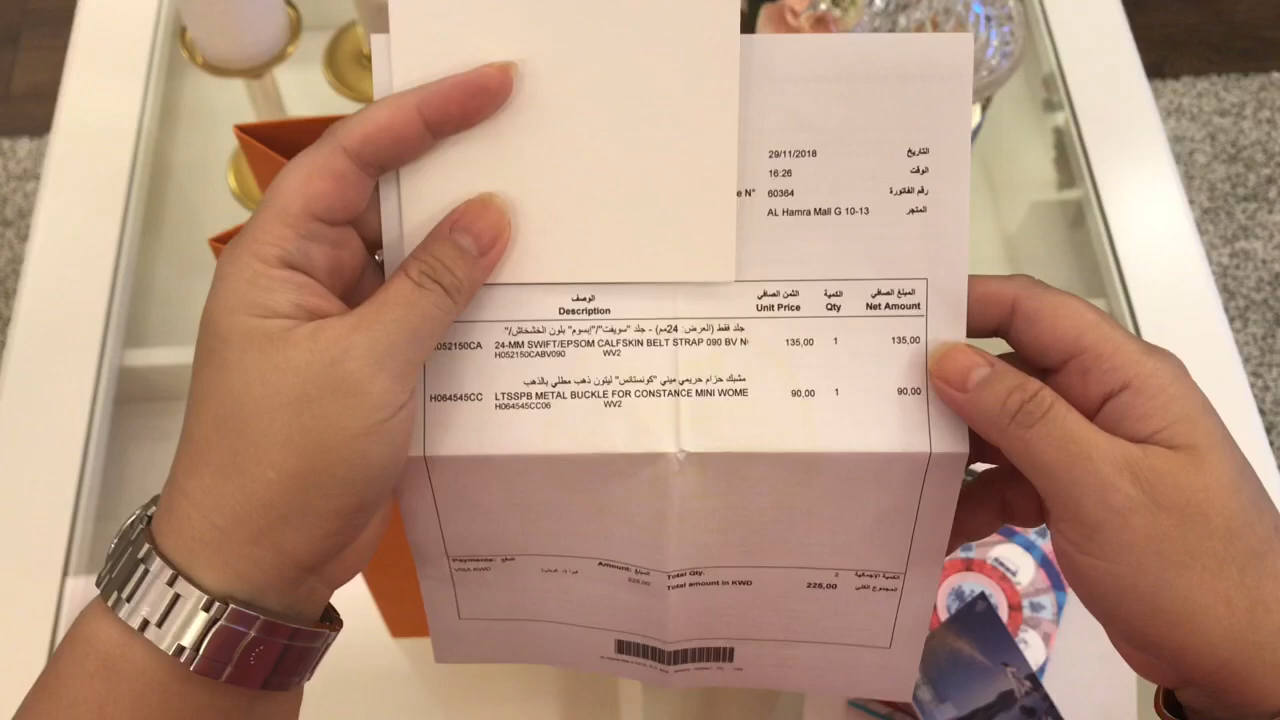 29/11/2018 التاريخ
16:26 الوقت
e N° 60364 رقم الفاتورة
AL Hamra Mall G 10-13 المتجر
الوصف الثمن الصافي الكمية المبلغ الصافي
Description Unit Price Qty Net Amount
جلد فقط (العرض: 24مم) - جلد "سويفت"/"إبسوم" بلون الخشخاش/"
052150CA 24-MM SWIFT/EPSOM CALFSKIN BELT STRAP 090 BV N 135,00 1 135,00
H052150CABV090 WV2
مشبك حزام حريمي ميني "كونستانس" ليتون ذهب مطلي بالذهب
H064545CC LTSSPB METAL BUCKLE FOR CONSTANCE MINI WOME 90,00 1 90,00
H064545CC06 WV2
Payments: Amount: المبلغ Total Qty. 2 الكمية الإجمالية
VISA KWD 225,00 Total amount in KWD 225,00 المجموع الكلي